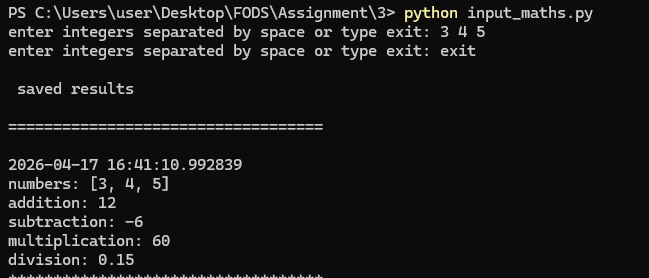 PS C:\Users\user\Desktop\FODS\Assignment\3> python input_maths.py
enter integers separated by space or type exit: 3 4 5
enter integers separated by space or type exit: exit
saved results
===================================
2026-04-17 16:41:10.992839
numbers: [3, 4, 5]
addition: 12
subtraction: -6
multiplication: 60
division: 0.15
***********************************